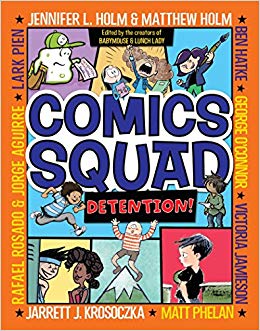 JENNIFER L. HOLM & MATTHEW HOLM
Edited by the creators of
BABYMOUSE & LUNCH LADY
LARK PIEN
BEN HATKE
COMICS
SQUAD
DETENTION!
RAFAEL ROSADO & JORGE AGUIRRE
GEORGE O'CONNOR
VICTORIA JAMIESON
JARRETT J. KROSOCZKA
MATT PHELAN